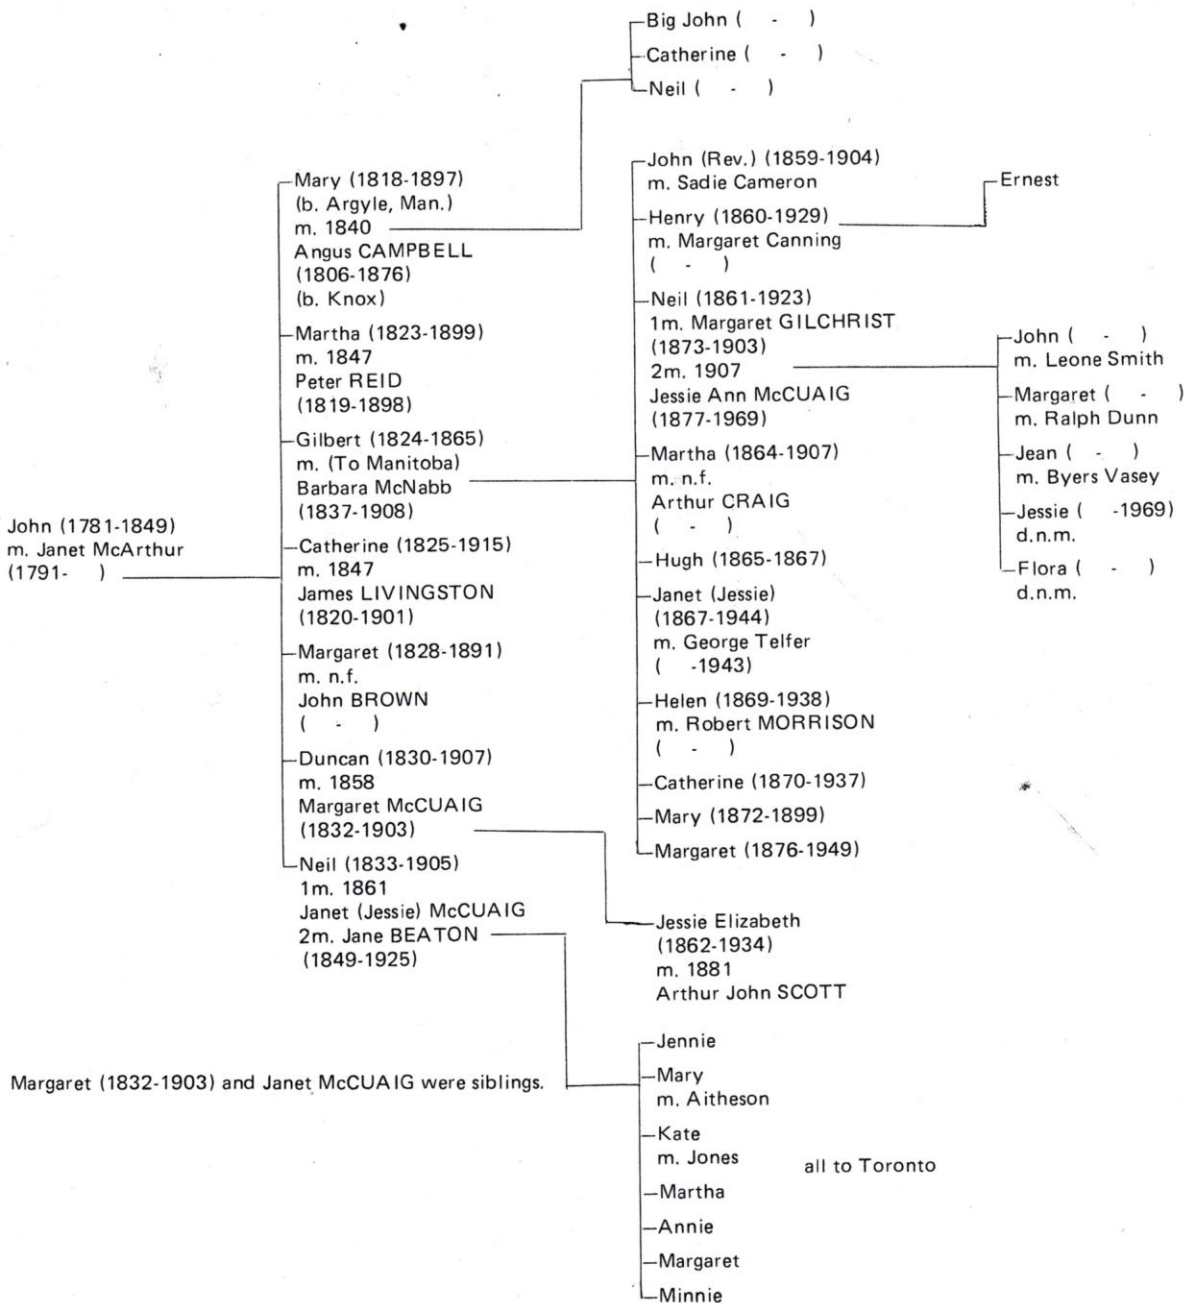 John (1781-1849)
m. Janet McArthur
(1791- )
Mary (1818-1897)
(b. Argyle, Man.)
m. 1840
Angus CAMPBELL
(1806-1876)
(b. Knox)
Martha (1823-1899)
m. 1847
Peter REID
(1819-1898)
Gilbert (1824-1865)
m. (To Manitoba)
Barbara McNabb
(1837-1908)
Catherine (1825-1915)
m. 1847
James LIVINGSTON
(1820-1901)
Margaret (1828-1891)
m. n.f.
John BROWN
( - )
Duncan (1830-1907)
m. 1858
Margaret McCUAIG
(1832-1903)
Neil (1833-1905)
1m. 1861
Janet (Jessie) McCUAIG
2m. Jane BEATON
(1849-1925)
Margaret (1832-1903) and Janet McCUAIG were siblings.
Big John ( - )
Catherine ( - )
Neil ( - )
John (Rev.) (1859-1904)
m. Sadie Cameron
Henry (1860-1929)
m. Margaret Canning
( - )
Neil (1861-1923)
1m. Margaret GILCHRIST
(1873-1903)
2m. 1907
Jessie Ann McCUAIG
(1877-1969)
Martha (1864-1907)
m. n.f.
Arthur CRAIG
( - )
Hugh (1865-1867)
Janet (Jessie)
(1867-1944)
m. George Telfer
( -1943)
Helen (1869-1938)
m. Robert MORRISON
( - )
Catherine (1870-1937)
Mary (1872-1899)
Margaret (1876-1949)
Jessie Elizabeth
(1862-1934)
m. 1881
Arthur John SCOTT
Jennie
Mary
m. Aitheson
Kate
m. Jones
all to Toronto
Martha
Annie
Margaret
Minnie
Ernest
John ( - )
m. Leone Smith
Margaret ( - )
m. Ralph Dunn
Jean ( - )
m. Byers Vasey
Jessie ( -1969)
d.n.m.
Flora ( - )
d.n.m.